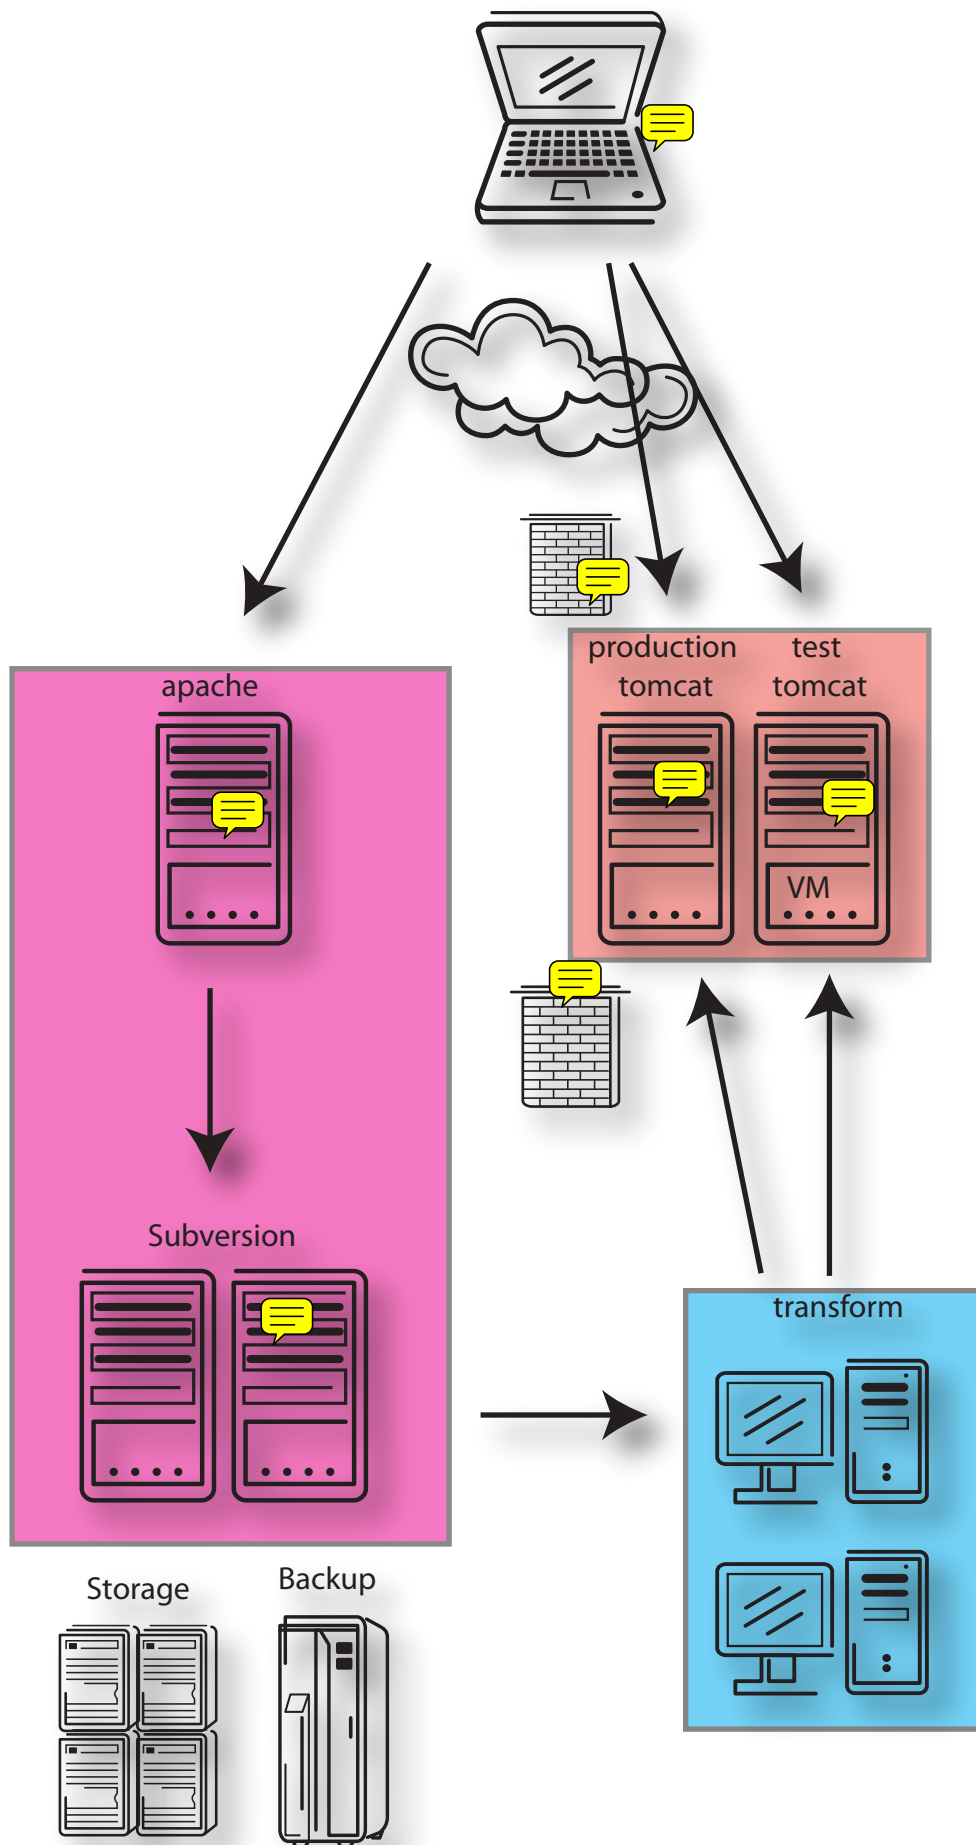 production
tomcat
test
tomcat
apache
VM
Subversion
transform
Storage
Backup